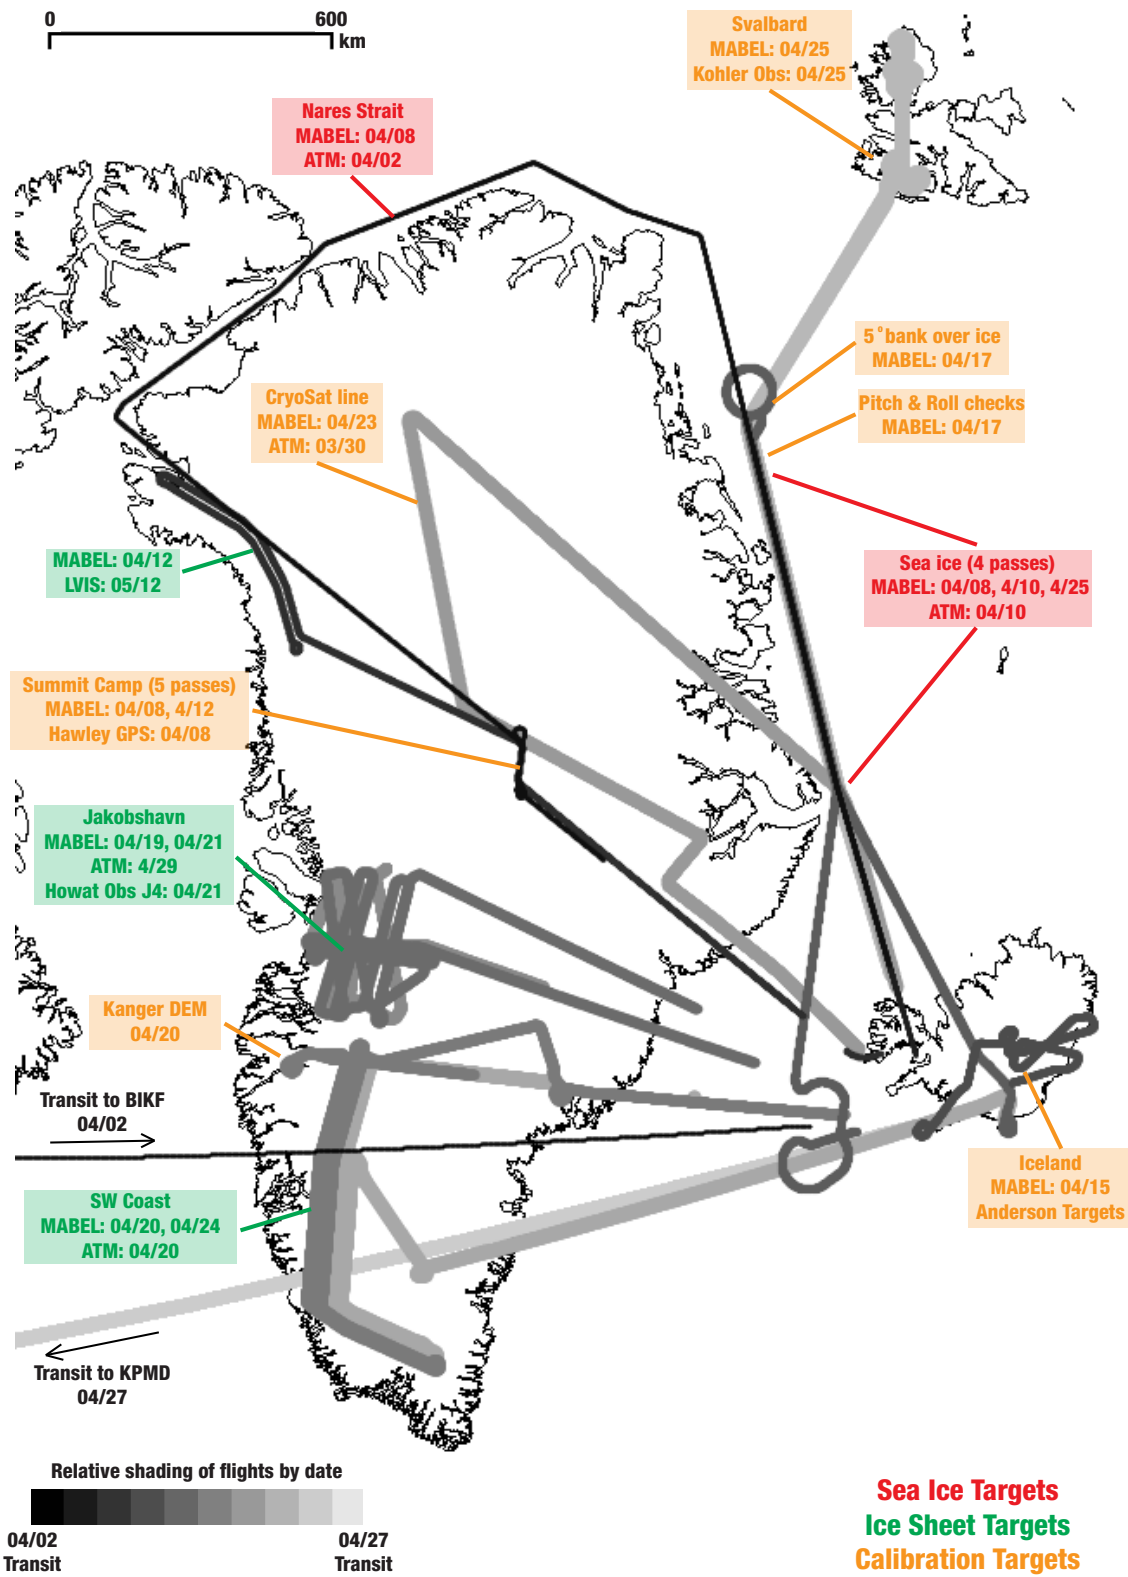 0 600
km
Svalbard
MABEL: 04/25
Kohler Obs: 04/25
Nares Strait
MABEL: 04/08
ATM: 04/02
5°bank over ice
MABEL: 04/17
CryoSat line
MABEL: 04/23
ATM: 03/30
Pitch & Roll checks
MABEL: 04/17
MABEL: 04/12
LVIS: 05/12
Sea ice (4 passes)
MABEL: 04/08, 4/10, 4/25
ATM: 04/10
Summit Camp (5 passes)
MABEL: 04/08, 4/12
Hawley GPS: 04/08
Jakobshavn
MABEL: 04/19, 04/21
ATM: 4/29
Howat Obs J4: 04/21
Kanger DEM
04/20
Transit to BIKF
04/02
Iceland
MABEL: 04/15
Anderson Targets
SW Coast
MABEL: 04/20, 04/24
ATM: 04/20
Transit to KPMD
04/27
Relative shading of flights by date
04/02
Transit
04/27
Transit
Sea Ice Targets
Ice Sheet Targets
Calibration Targets